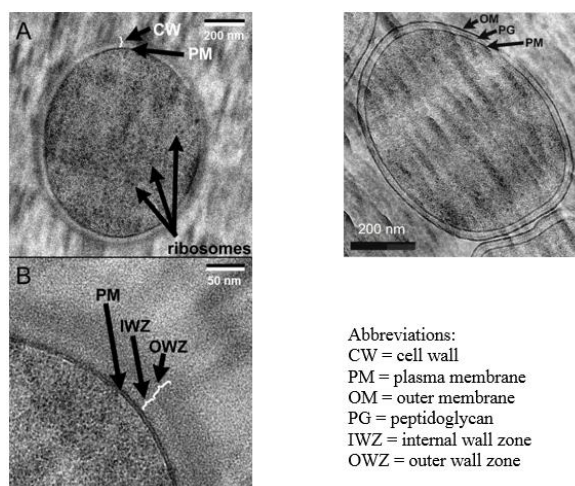 A
CW
PM
200 nm
ribosomes
B
50 nm
PM
IWZ
OWZ
OM
PG
PM
200 nm
Abbreviations:
CW = cell wall
PM = plasma membrane
OM = outer membrane
PG = peptidoglycan
IWZ = internal wall zone
OWZ = outer wall zone